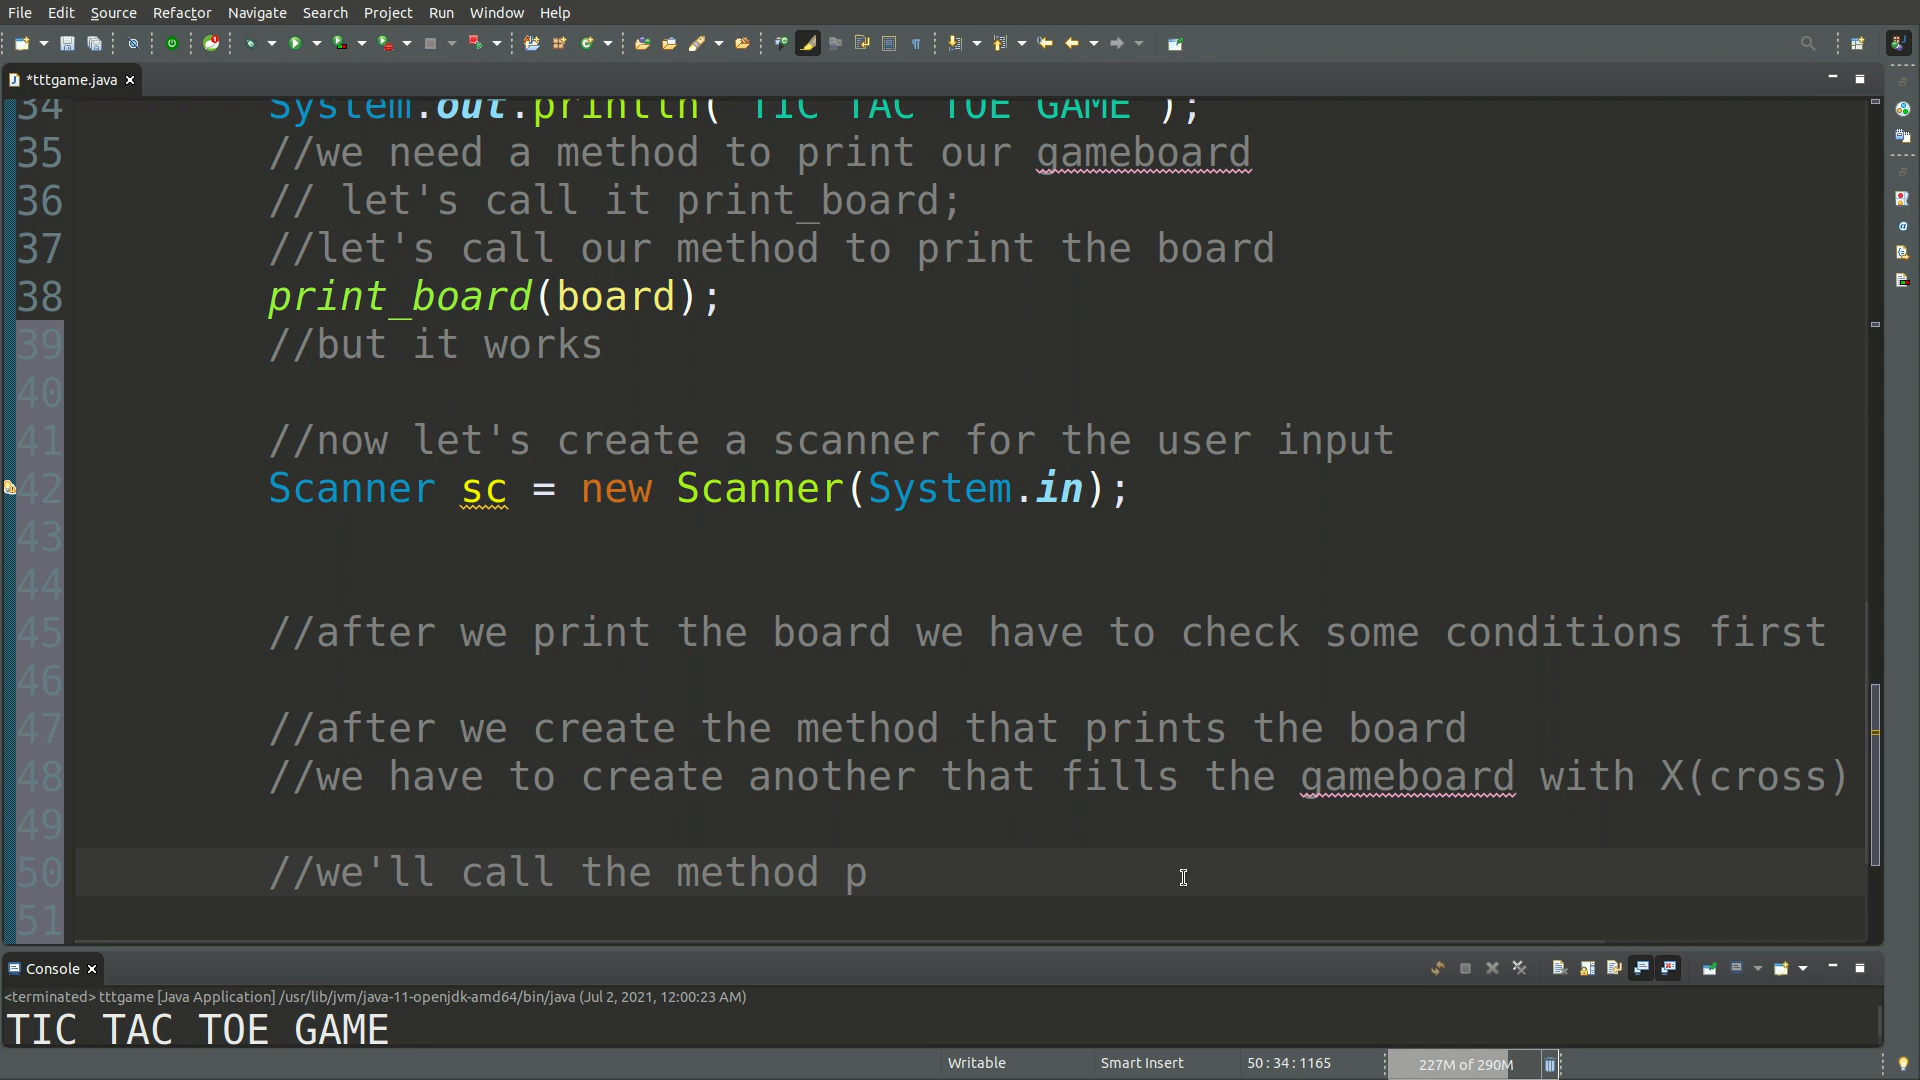 File Edit Source Refactor Navigate Search Project Run Window Help
*tttgame.java
34 System.out.println("TIC TAC TOE GAME");
35 //we need a method to print our gameboard
36 // let's call it print_board;
37 //let's call our method to print the board
38 print_board(board);
39 //but it works
40
41 //now let's create a scanner for the user input
42 Scanner sc = new Scanner(System.in);
43
44
45 //after we print the board we have to check some conditions first
46
47 //after we create the method that prints the board
48 //we have to create another that fills the gameboard with X(cross)
49
50 //we'll call the method p
51
Console
<terminated> tttgame [Java Application] /usr/lib/jvm/java-11-openjdk-amd64/bin/java (Jul 2, 2021, 12:00:23 AM)
TIC TAC TOE GAME
Writable Smart Insert 50 : 34 : 1165 227M of 290M